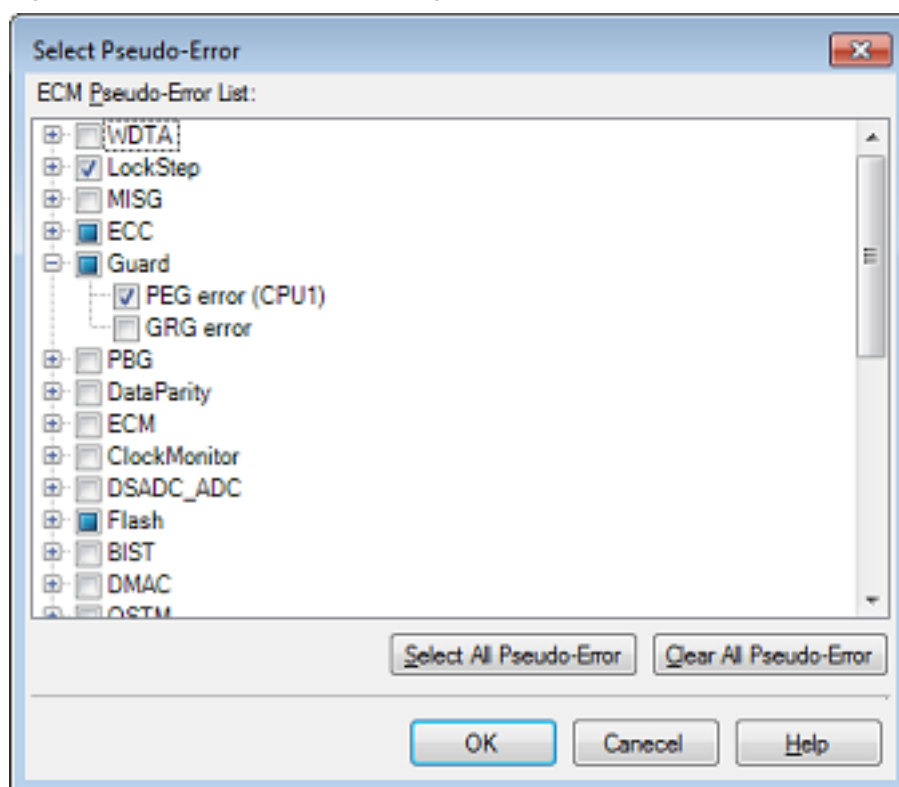 Select Pseudo-Error
ECM Pseudo-Error List:
WDTA
LockStep
MISG
ECC
Guard
PEG error (CPU1)
GRG error
PBG
DataParity
ECM
ClockMonitor
DSADC_ADC
Flash
BIST
DMAC
Select All Pseudo-Error Clear All Pseudo-Error
OK Canecel Help